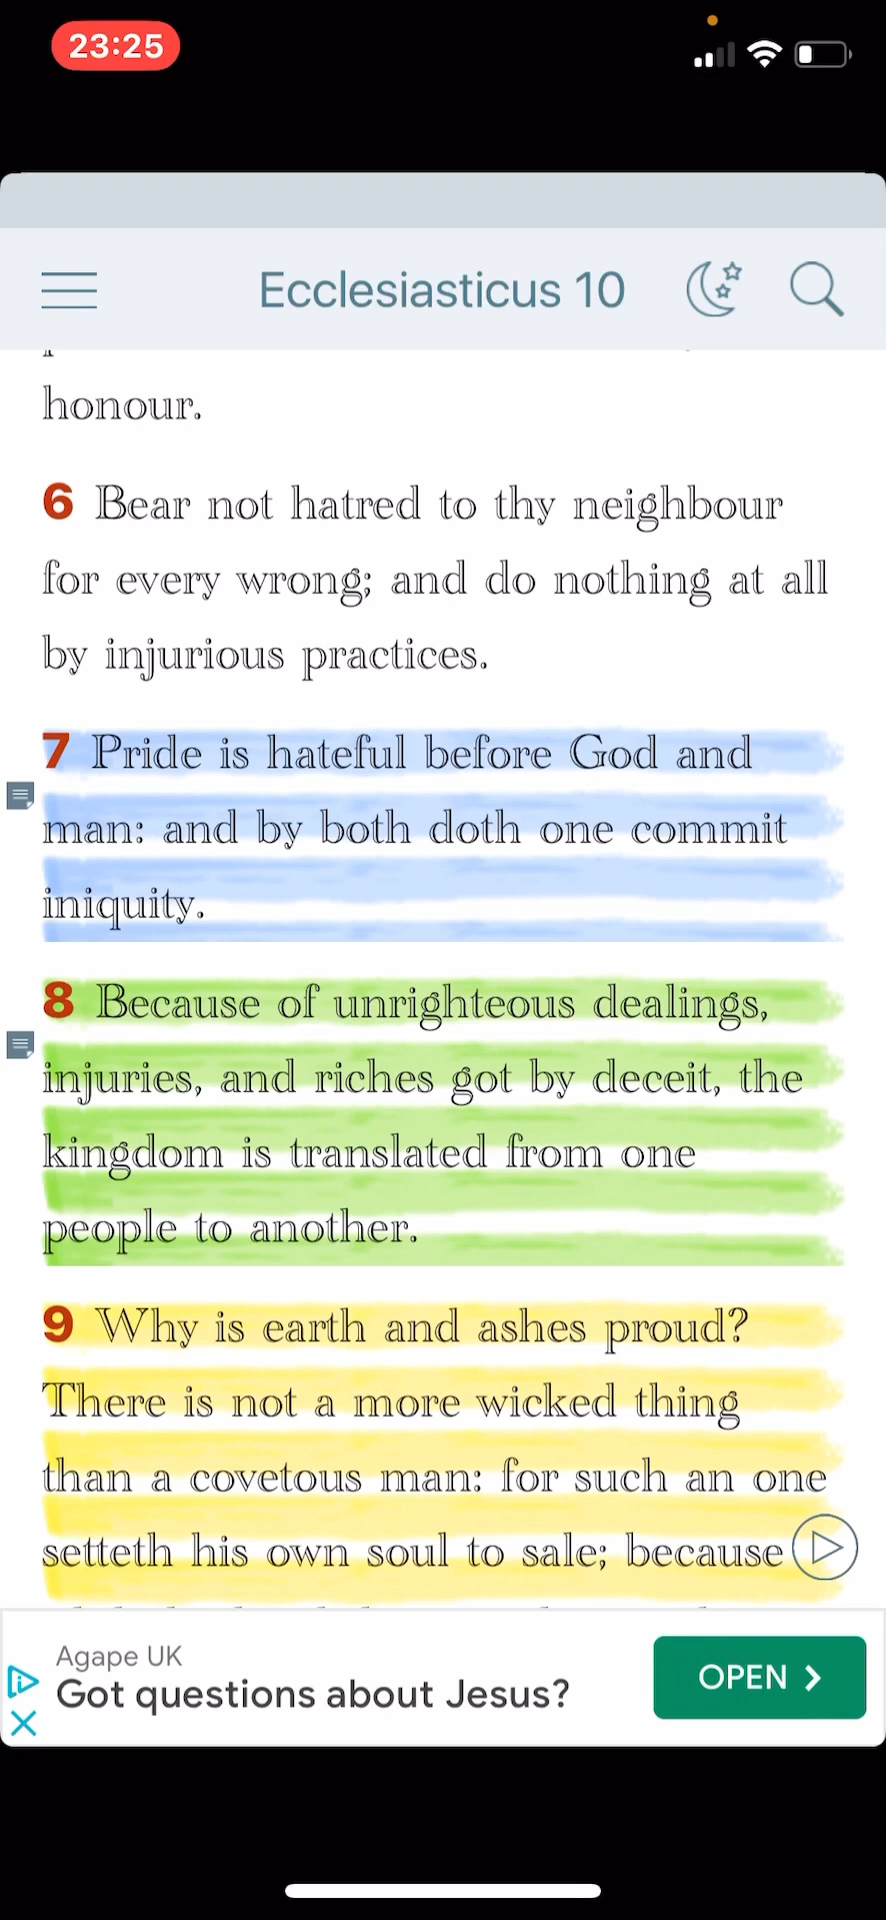 23:25
Ecclesiasticus 10
honour.
6 Bear not hatred to thy neighbour
for every wrong; and do nothing at all
by injurious practices.
7 Pride is hateful before God and
man: and by both doth one commit
iniquity.
8 Because of unrighteous dealings,
injuries, and riches got by deceit, the
kingdom is translated from one
people to another.
9 Why is earth and ashes proud?
There is not a more wicked thing
than a covetous man: for such an one
setteth his own soul to sale; because
Agape UK
Got questions about Jesus?
OPEN